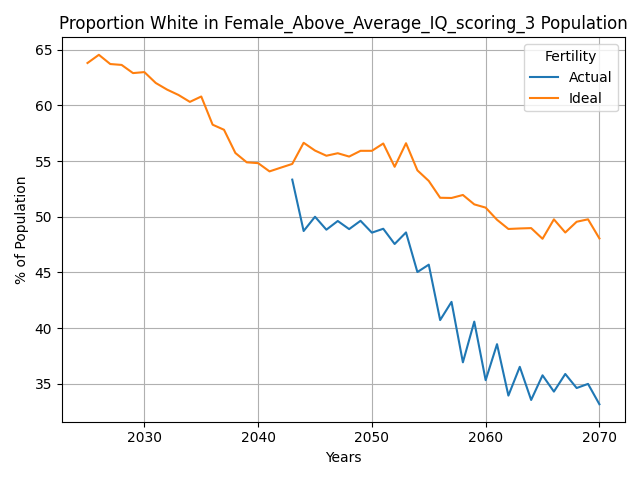 Proportion White in Female_Above_Average_IQ_scoring_3 Population
Fertility
Actual
Ideal
% of Population
65
60
55
50
45
40
35
2030
2040
2050
2060
2070
Years